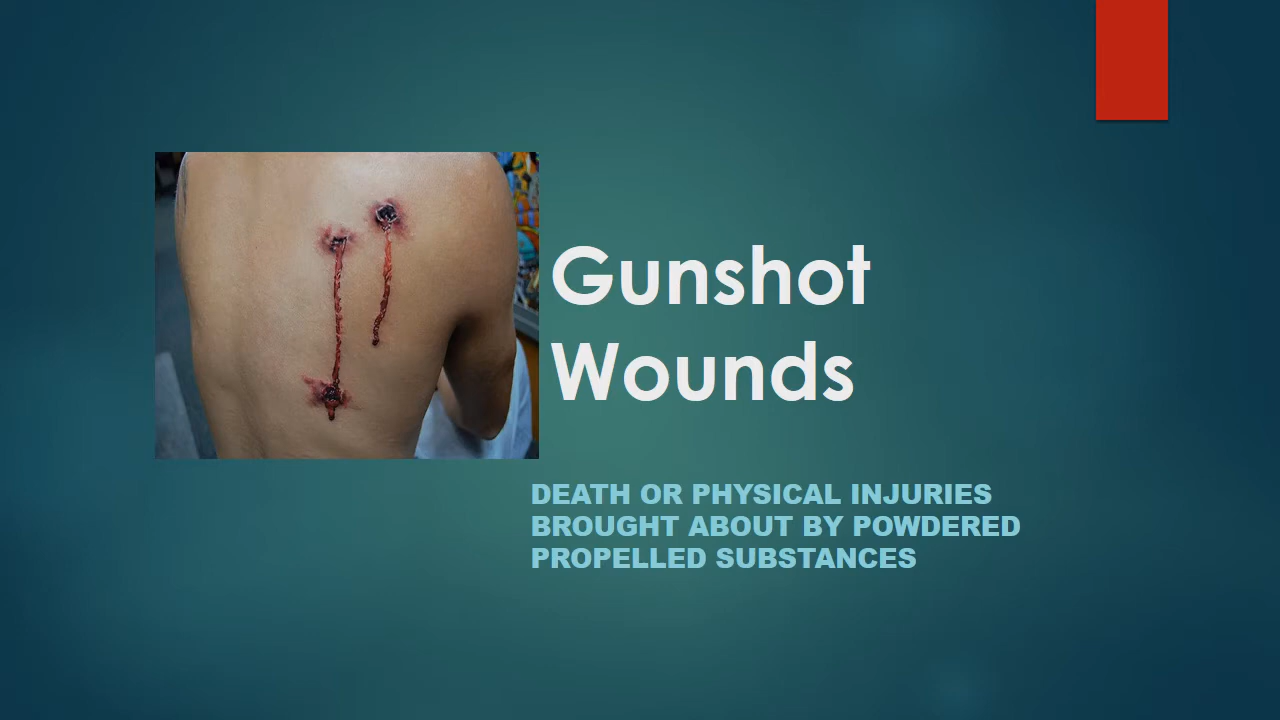 Gunshot
Wounds
DEATH OR PHYSICAL INJURIES
BROUGHT ABOUT BY POWDERED
PROPELLED SUBSTANCES